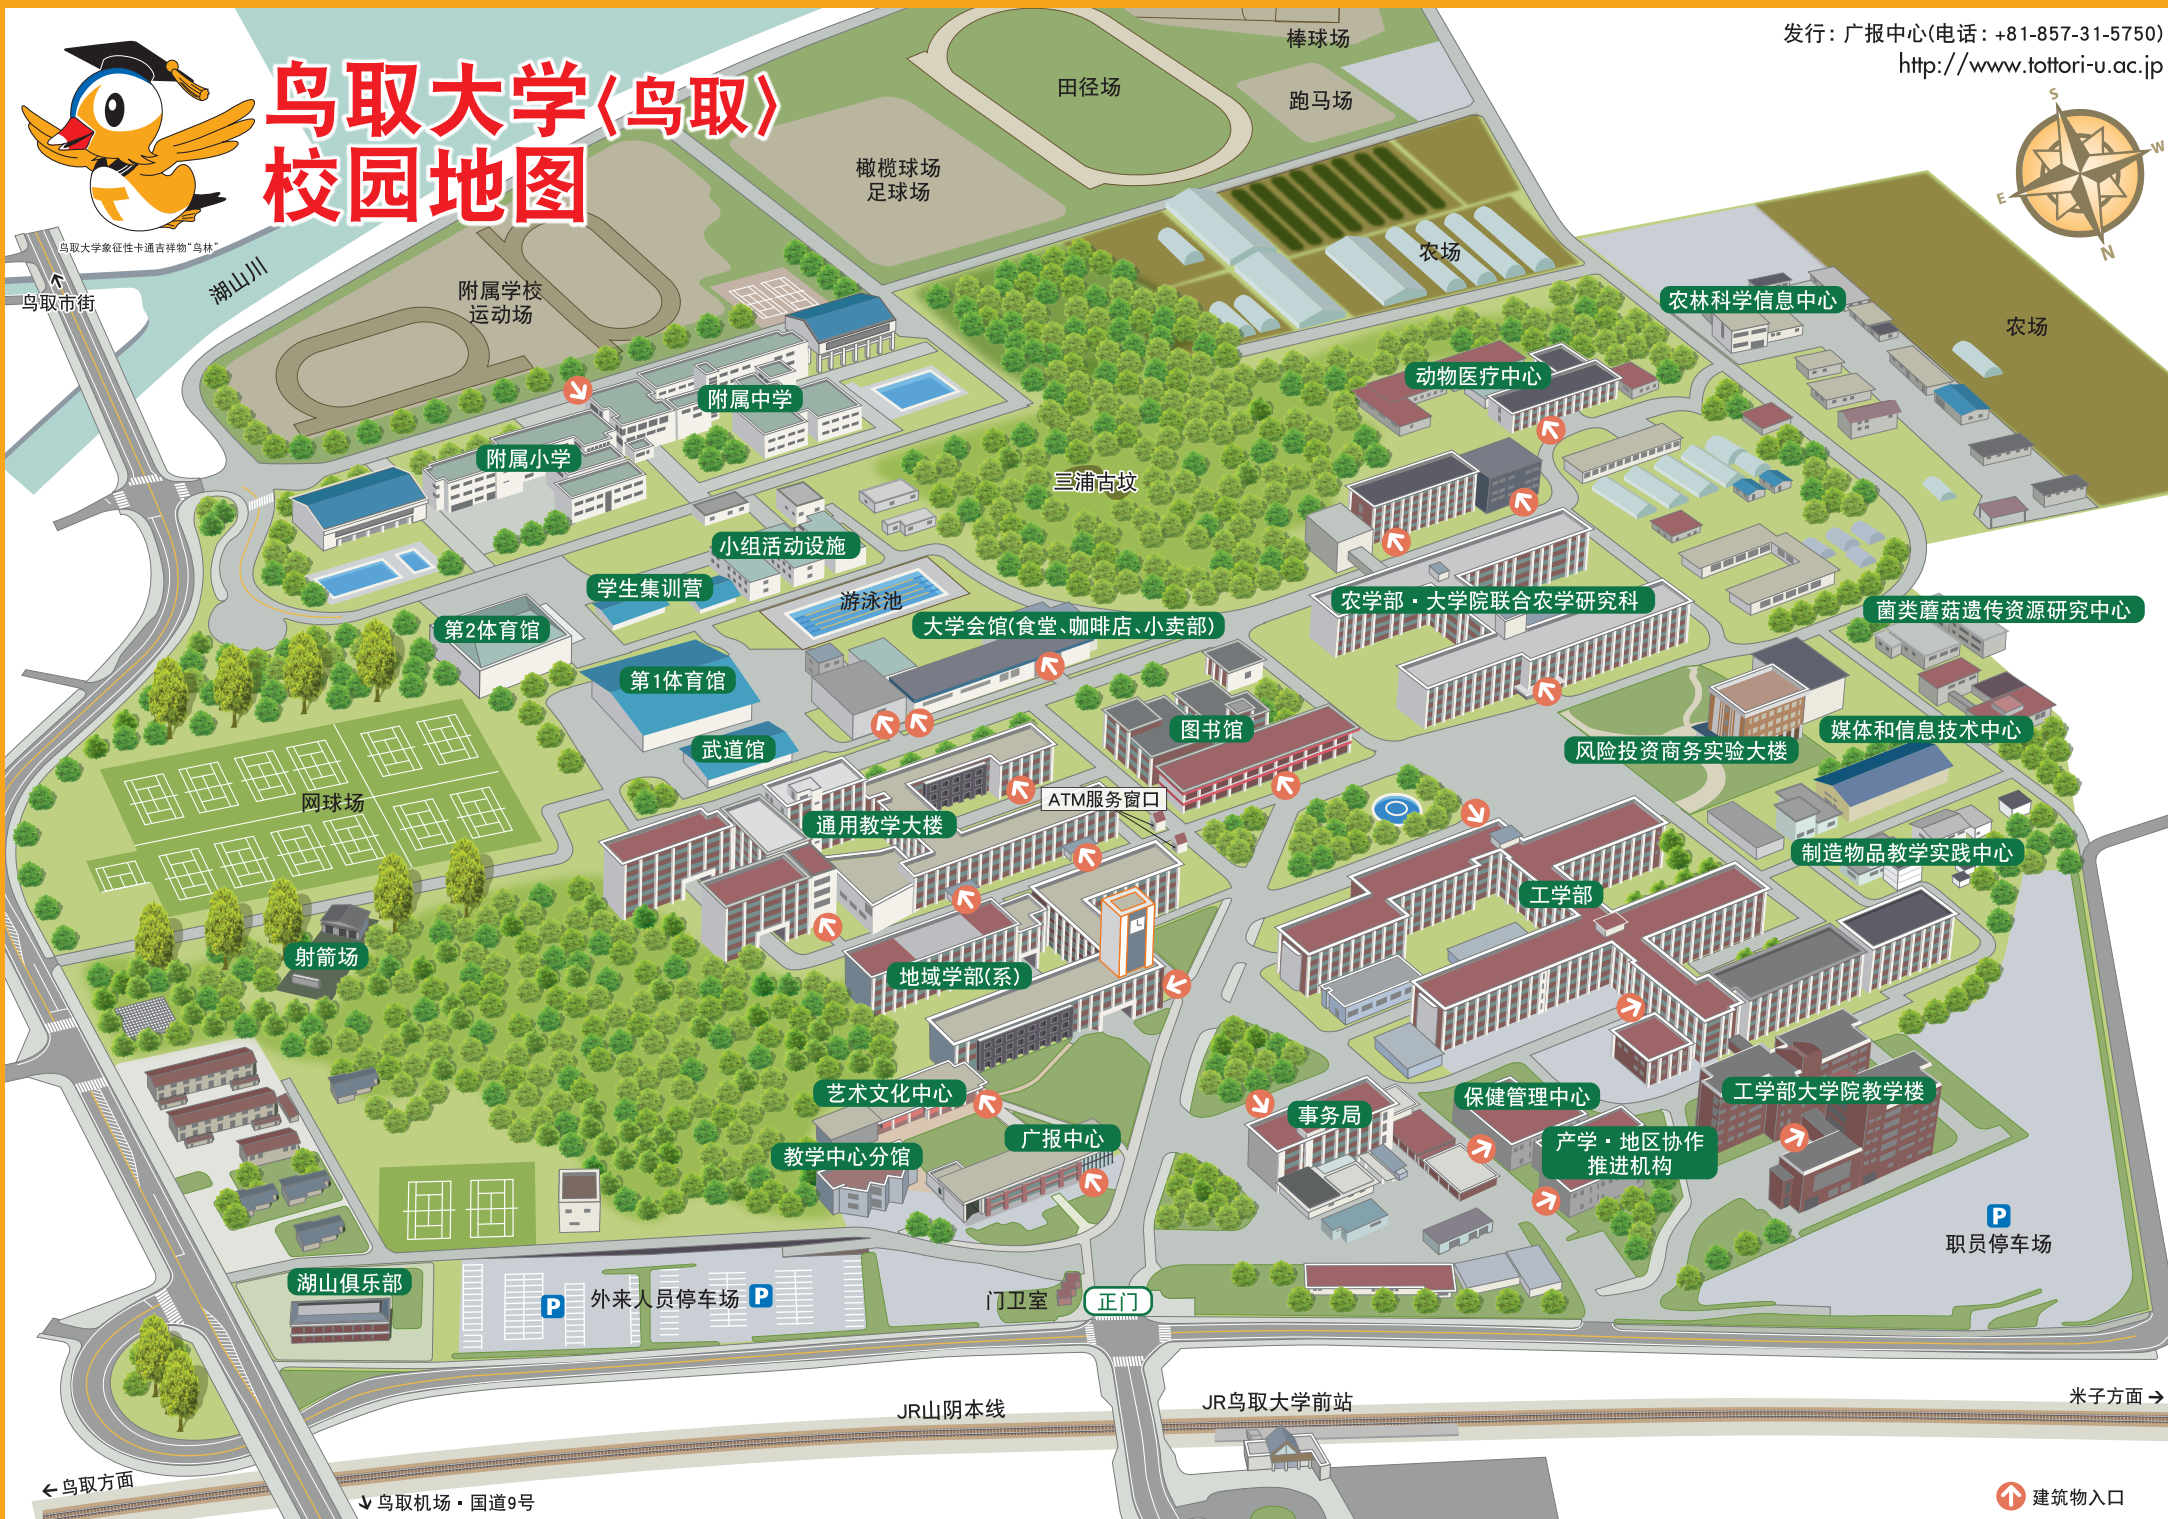 鸟取大学〈鸟取〉
校园地图
发行：广报中心(电话：+81-857-31-5750)
http://www.tottori-u.ac.jp
鸟取大学象征性卡通吉祥物“鸟林”
S
W
E
N
棒球场
田径场
跑马场
橄榄球场
足球场
农场
湖山川
鸟取市街
附属学校
运动场
农林科学信息中心
农场
动物医疗中心
附属中学
附属小学
三浦古坟
小组活动设施
学生集训营
游泳池
农学部・大学院联合农学研究科
菌类蘑菇遗传资源研究中心
第2体育馆
大学会馆(食堂、咖啡店、小卖部)
第1体育馆
图书馆
媒体和信息技术中心
武道馆
风险投资商务实验大楼
网球场
ATM服务窗口
通用教学大楼
制造物品教学实践中心
工学部
射箭场
地域学部(系)
艺术文化中心
保健管理中心
工学部大学院教学楼
事务局
广报中心
产学・地区协作
推进机构
教学中心分馆
P
职员停车场
湖山俱乐部
P
外来人员停车场
P
门卫室
正门
JR山阴本线
JR鸟取大学前站
米子方面→
←鸟取方面
鸟取机场・国道9号
建筑物入口